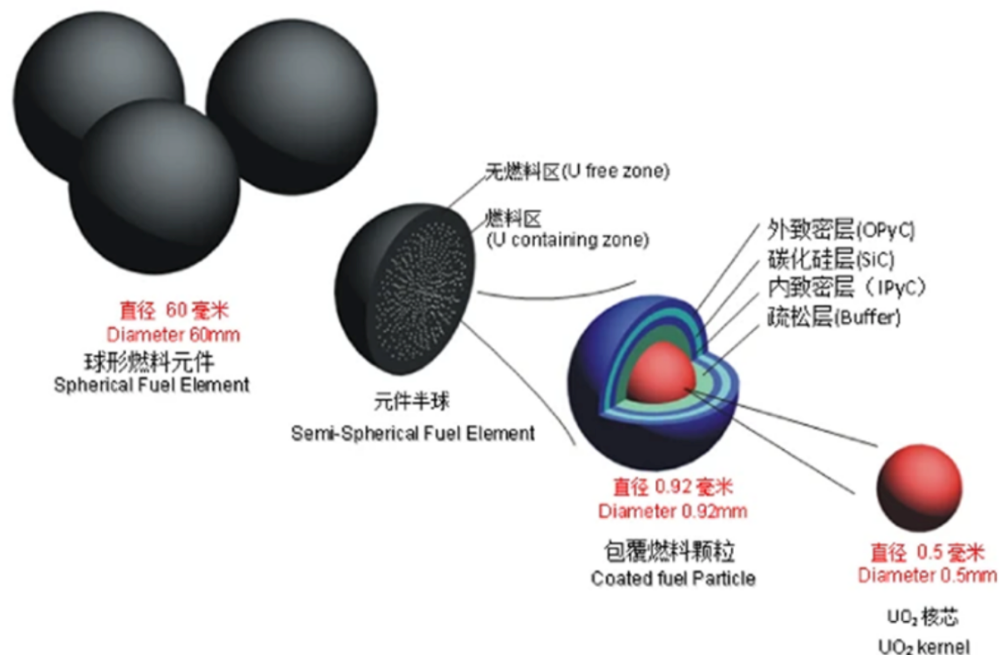 无燃料区(U free zone)
燃料区
(U containing zone)
外致密层(OPyC)
碳化硅层(SiC)
内致密层（IPyC）
疏松层(Buffer)
直径 60 毫米
Diameter 60mm
球形燃料元件
Spherical Fuel Element
元件半球
Semi-Spherical Fuel Element
直径 0.92 毫米
Diameter 0.92mm
包覆燃料颗粒
Coated fuel Particle
直径 0.5 毫米
Diameter 0.5mm
UO₂ 核芯
UO₂ kernel